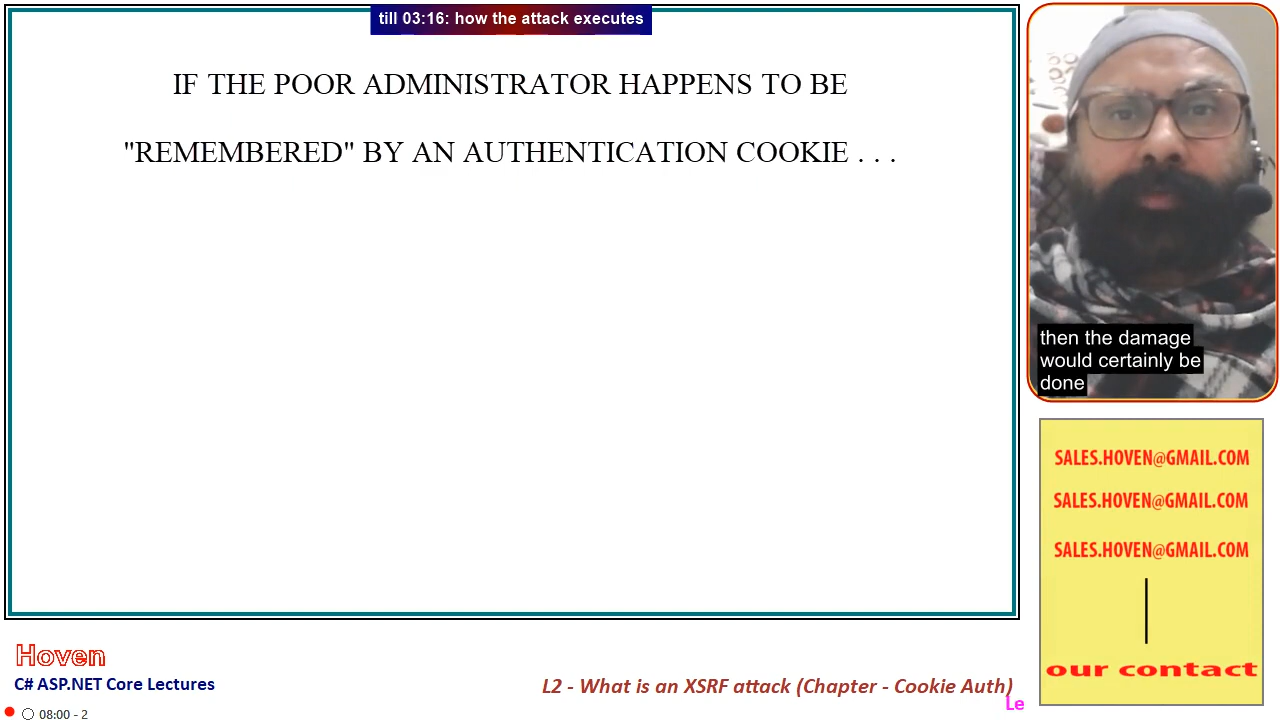 till 03:16: how the attack executes
IF THE POOR ADMINISTRATOR HAPPENS TO BE
"REMEMBERED" BY AN AUTHENTICATION COOKIE . . .
then the damage
would certainly be
done
SALES.HOVEN@GMAIL.COM
SALES.HOVEN@GMAIL.COM
SALES.HOVEN@GMAIL.COM
our contact
Hoven
C# ASP.NET Core Lectures
L2 - What is an XSRF attack (Chapter - Cookie Auth)
Le
08:00 - 2